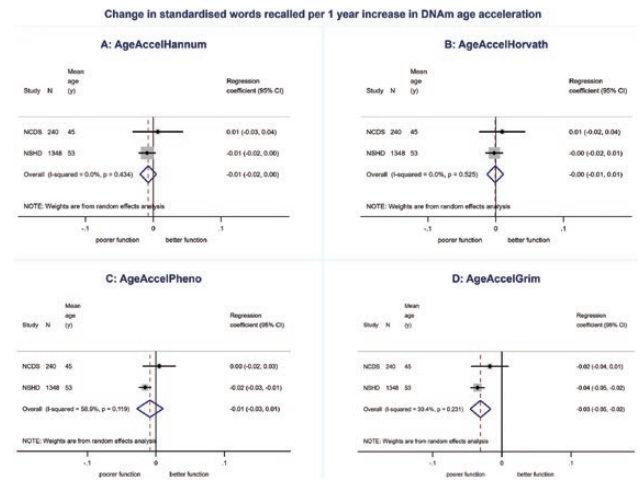 Change in standardised words recalled per 1 year increase in DNAm age acceleration
A: AgeAccelHannum
Mean
age
Regression
Study N (y) coefficient (95% CI)
NCDS 240 45 0.01 (-0.03, 0.04)
NSHD 1348 53 -0.01 (-0.02, 0.00)
Overall (I-squared = 0.0%, p = 0.434) -0.01 (-0.02, 0.00)
NOTE: Weights are from random effects analysis
-.1 0 .1
poorer function better function
B: AgeAccelHorvath
Mean
age
Regression
Study N (y) coefficient (95% CI)
NCDS 240 45 0.01 (-0.02, 0.04)
NSHD 1348 53 -0.00 (-0.02, 0.01)
Overall (I-squared = 0.0%, p = 0.525) -0.00 (-0.01, 0.01)
NOTE: Weights are from random effects analysis
-.1 0 .1
poorer function better function
C: AgeAccelPheno
Mean
age
Regression
Study N (y) coefficient (95% CI)
NCDS 240 45 0.00 (-0.02, 0.03)
NSHD 1348 53 -0.02 (-0.03, -0.01)
Overall (I-squared = 58.9%, p = 0.119) -0.01 (-0.03, 0.01)
NOTE: Weights are from random effects analysis
-.1 0 .1
poorer function better function
D: AgeAccelGrim
Mean
age
Regression
Study N (y) coefficient (95% CI)
NCDS 240 45 -0.02 (-0.04, 0.01)
NSHD 1348 53 -0.04 (-0.05, -0.02)
Overall (I-squared = 30.4%, p = 0.231) -0.03 (-0.05, -0.02)
NOTE: Weights are from random effects analysis
-.1 0 .1
poorer function better function